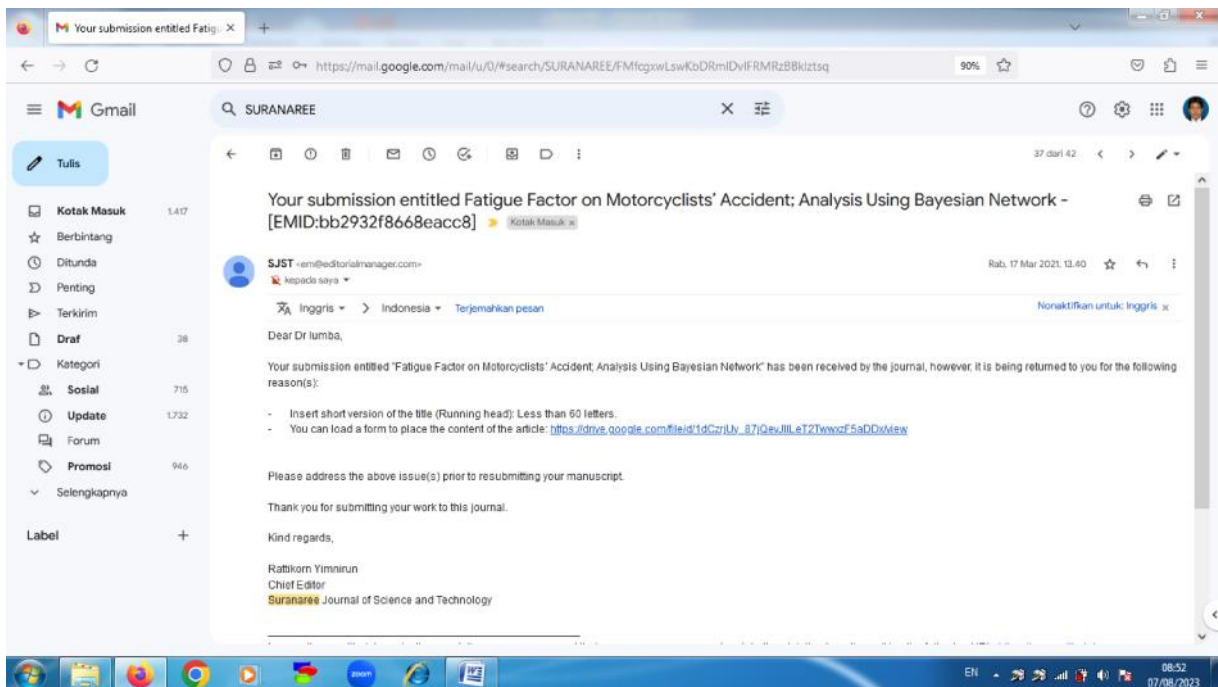 Your submission entitled Fatigu
https://mail.google.com/mail/u/0/#search/SURANAREE/
90%
Gmail
SURANAREE
Tulis
37 dari 42
Kotak Masuk 1.417
Berbintang
Ditunda
Penting
Terkirim
Draf 38
Kategori
Sosial 715
Update 1.732
Forum
Promosi 946
Selengkapnya
Label
Your submission entitled Fatigue Factor on Motorcyclists' Accident; Analysis Using Bayesian Network -
[EMID:bb2932f8668eacc8] Kotak Masuk x
SJST <em@editorialmanager.com> Rab, 17 Mar 2021, 13.40
kepada saya
Inggris > Indonesia Terjemahkan pesan Nonaktifkan untuk: Inggris x
Dear Dr lumba,
Your submission entitled "Fatigue Factor on Motorcyclists' Accident; Analysis Using Bayesian Network" has been received by the journal, however, it is being returned to you for the following
reason(s):
- Insert short version of the title (Running head): Less than 60 letters.
- You can load a form to place the content of the article: https://drive.google.com/file/d/
Please address the above issue(s) prior to resubmitting your manuscript.
Thank you for submitting your work to this journal.
Kind regards,
Rattikorn Yimnirun
Chief Editor
Suranaree Journal of Science and Technology
zoom
EN
08:52
07/08/2023